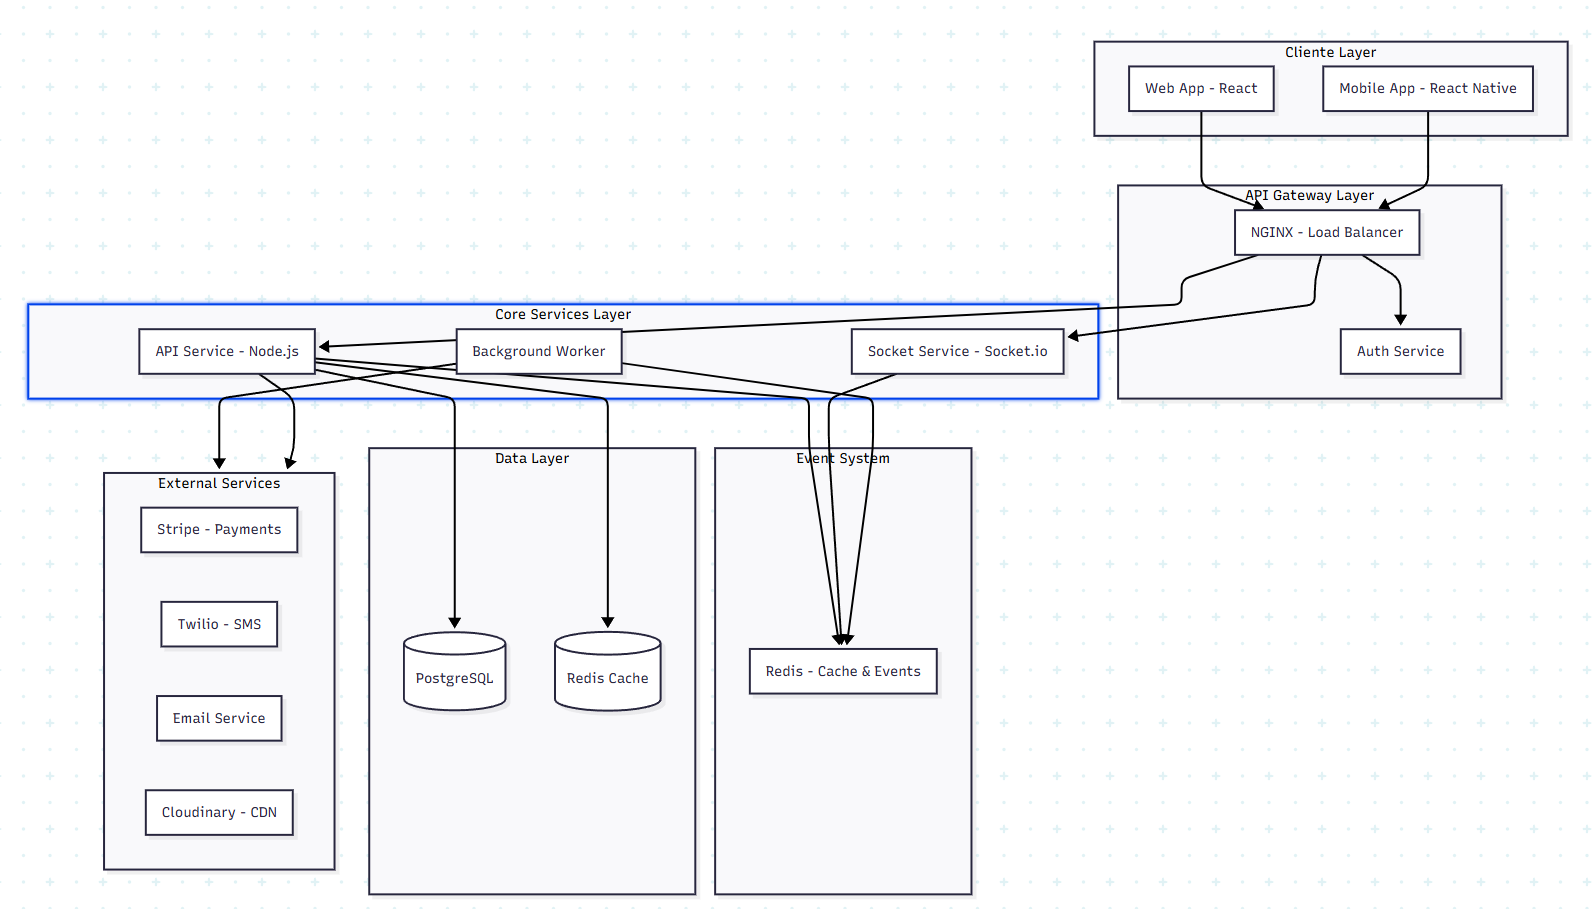 Cliente Layer
Web App - React
Mobile App - React Native
API Gateway Layer
NGINX - Load Balancer
Auth Service
Core Services Layer
API Service - Node.js
Background Worker
Socket Service - Socket.io
External Services
Stripe - Payments
Twilio - SMS
Email Service
Cloudinary - CDN
Data Layer
PostgreSQL
Redis Cache
Event System
Redis - Cache & Events